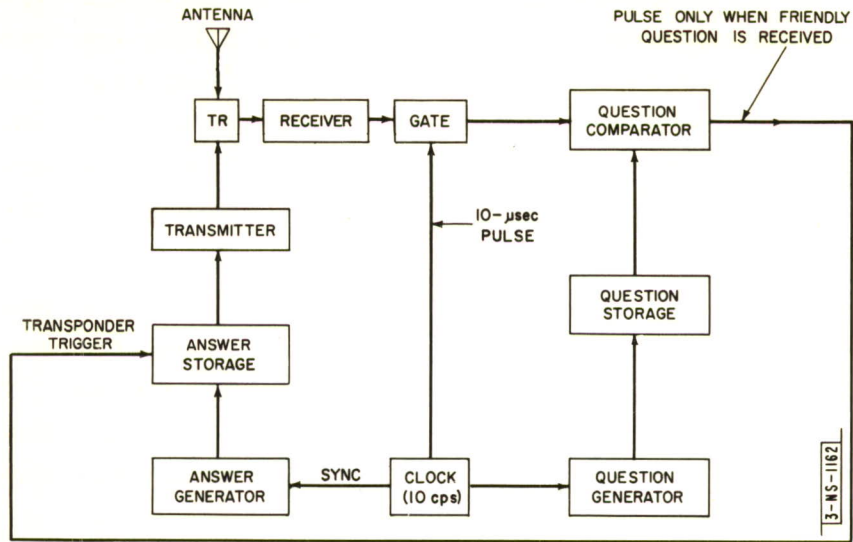 ANTENNA
PULSE ONLY WHEN FRIENDLY
QUESTION IS RECEIVED
TR
RECEIVER
GATE
QUESTION
COMPARATOR
10-μsec
PULSE
TRANSMITTER
QUESTION
STORAGE
TRANSPONDER
TRIGGER
ANSWER
STORAGE
ANSWER
GENERATOR
SYNC
CLOCK
(10 cps)
QUESTION
GENERATOR
3-NS-1162